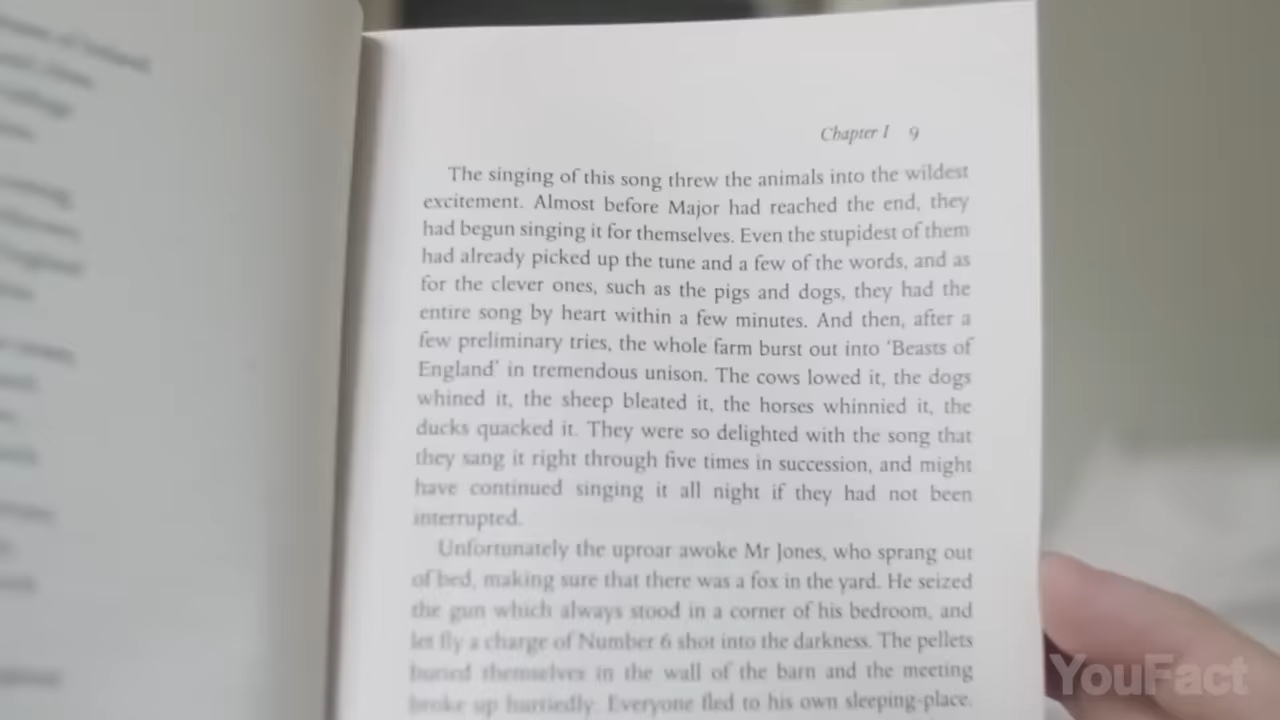 Chapter I 9
The singing of this song threw the animals into the wildest
excitement. Almost before Major had reached the end, they
had begun singing it for themselves. Even the stupidest of them
had already picked up the tune and a few of the words, and as
for the clever ones, such as the pigs and dogs, they had the
entire song by heart within a few minutes. And then, after a
few preliminary tries, the whole farm burst out into ‘Beasts of
England’ in tremendous unison. The cows lowed it, the dogs
whined it, the sheep bleated it, the horses whinnied it, the
ducks quacked it. They were so delighted with the song that
they sang it right through five times in succession, and might
have continued singing it all night if they had not been
interrupted.
Unfortunately the uproar awoke Mr Jones, who sprang out
of bed, making sure that there was a fox in the yard. He seized
the gun which always stood in a corner of his bedroom, and
let fly a charge of Number 6 shot into the darkness. The pellets
buried themselves in the wall of the barn and the meeting
broke up hurriedly. Everyone fled to his own sleeping-place.
YouFact